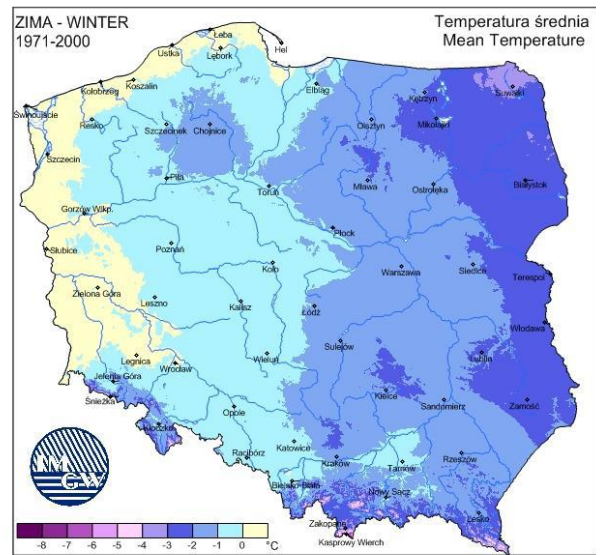 ZIMA - WINTER
1971-2000
Temperatura średnia
Mean Temperature
Łeba
Hel
Ustka
Lębork
Koszalin
Kołobrzeg
Świnoujście
Resko
Szczecinek
Chojnice
Elbląg
Kętrzyn
Suwałki
Olsztyn
Mikołajki
Szczecin
Piła
Toruń
Mława
Ostrołęka
Białystok
Gorzów Wlkp.
Płock
Słubice
Poznań
Koło
Warszawa
Siedlce
Terespol
Zielona Góra
Leszno
Kalisz
Łódź
Włodawa
Sulejów
Legnica
Wrocław
Wieluń
Lublin
Jelenia Góra
Śnieżka
Kielce
Sandomierz
Zamość
Opole
Kłodzko
Katowice
Racibórz
Kraków
Tarnów
Rzeszów
Bielsko-Biała
Nowy Sącz
Lesko
Zakopane
Kasprowy Wierch
IM
GW
-8 -7 -6 -5 -4 -3 -2 -1 0 °C